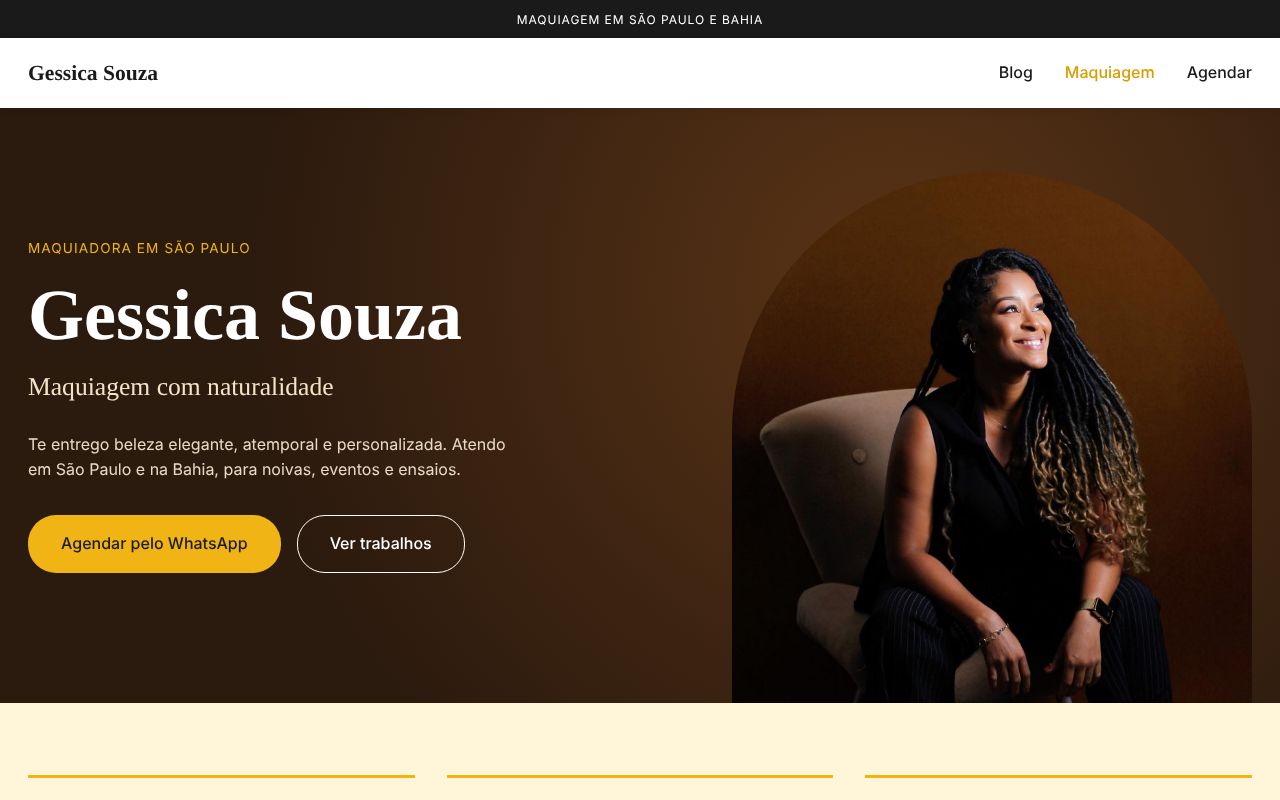 MAQUIAGEM EM SÃO PAULO E BAHIA
Gessica Souza
Blog
Maquiagem
Agendar
MAQUIADORA EM SÃO PAULO
Gessica Souza
Maquiagem com naturalidade
Te entrego beleza elegante, atemporal e personalizada. Atendo
em São Paulo e na Bahia, para noivas, eventos e ensaios.
Agendar pelo WhatsApp
Ver trabalhos